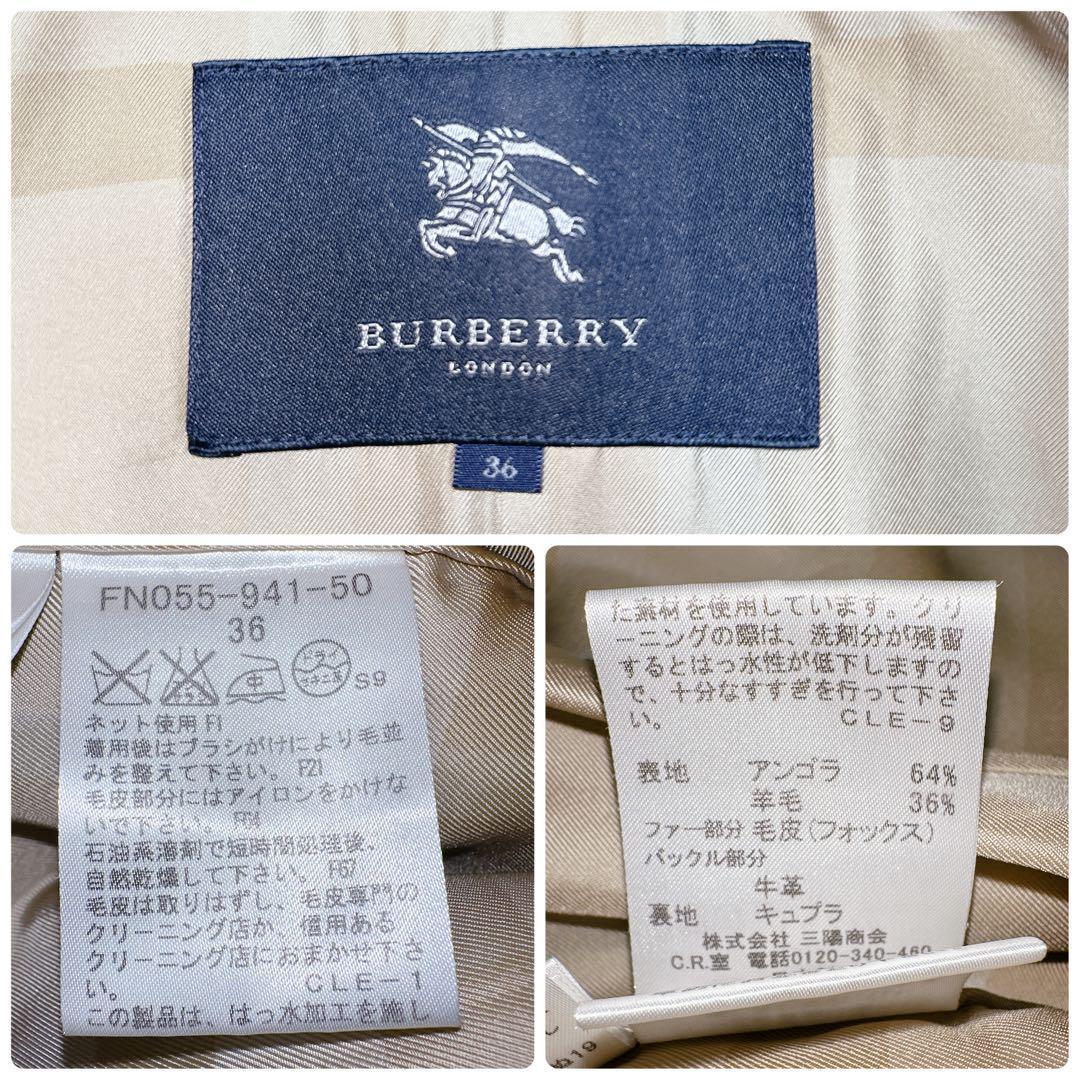 BURBERRY
LONDON
36
FN055-941-50
36
中
ドライ
セキユ系
S9
ネット使用 F1
着用後はブラシがけにより毛並
みを整えて下さい。 F21
毛皮部分にはアイロンをかけな
いで下さい。
石油系溶剤で短時間処理後、
自然乾燥して下さい。 F67
毛皮は取りはずし、毛皮専門の
クリーニング店か、信用ある
クリーニング店におまかせ下さ
い。 CLE-1
この製品は、はっ水加工を施し
た素材を使用しています。クリ
ーニングの際は、洗剤分が残留
するとはっ水性が低下しますの
で、十分なすすぎを行って下さ
い。 CLE-9
表地 アンゴラ 64%
羊毛 36%
ファー部分 毛皮(フォックス)
バックル部分
牛革
裏地 キュプラ
株式会社 三陽商会
C.R.室 電話0120-340-460